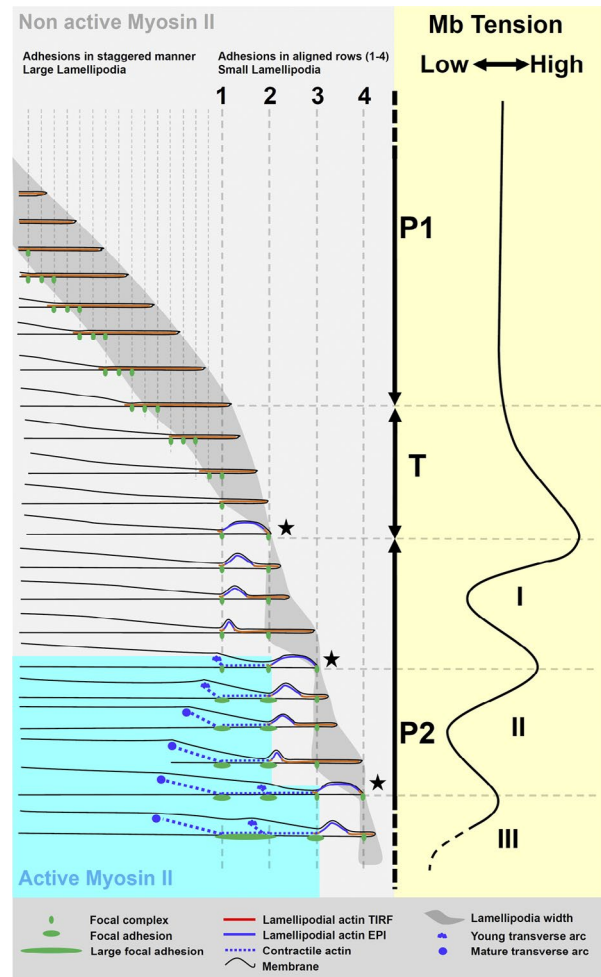 Non active Myosin II
Mb Tension
Low High
Adhesions in staggered manner
Large Lamellipodia
Adhesions in aligned rows (1-4)
Small Lamellipodia
1 2 3 4
P1
T
I
P2
II
III
Active Myosin II
Focal complex
Focal adhesion
Large focal adhesion
Lamellipodial actin TIRF
Lamellipodial actin EPI
Contractile actin
Membrane
Lamellipodia width
Young transverse arc
Mature transverse arc